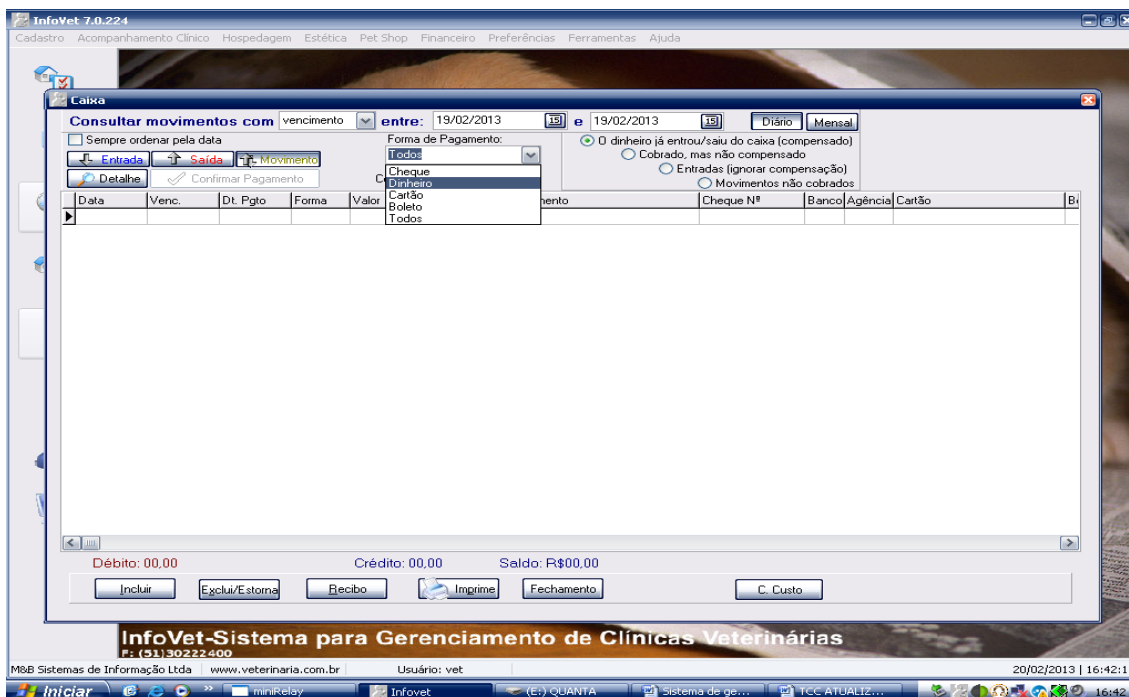 InfoVet 7.0.224
Cadastro Acompanhamento Clínico Hospedagem Estética Pet Shop Financeiro Preferências Ferramentas Ajuda
Caixa
Consultar movimentos com vencimento entre: 19/02/2013 15 e 19/02/2013 15 Diário Mensal
Sempre ordenar pela data
Forma de Pagamento:
O dinheiro já entrou/saiu do caixa (compensado)
Entrada Saída Movimento
Todos
Cobrado, mas não compensado
Entradas (ignorar compensação)
Detalhe Confirmar Pagamento
Movimentos não cobrados
Cheque
Dinheiro
Cartão
Boleto
Todos
Data Venc. Dt. Pgto Forma Valor Cheque Nº Banco Agência Cartão
Débito: 00,00 Crédito: 00,00 Saldo: R$00,00
Incluir Exclui/Estorna Recibo Imprime Fechamento C. Custo
InfoVet-Sistema para Gerenciamento de Clínicas Veterinárias
F: (51)30222400
M&B Sistemas de Informação Ltda www.veterinaria.com.br Usuário: vet 20/02/2013 | 16:42:1
Iniciar » miniRelay Infovet (E:) QUANTA Sistema de ge... TCC ATUALIZ... 16:42